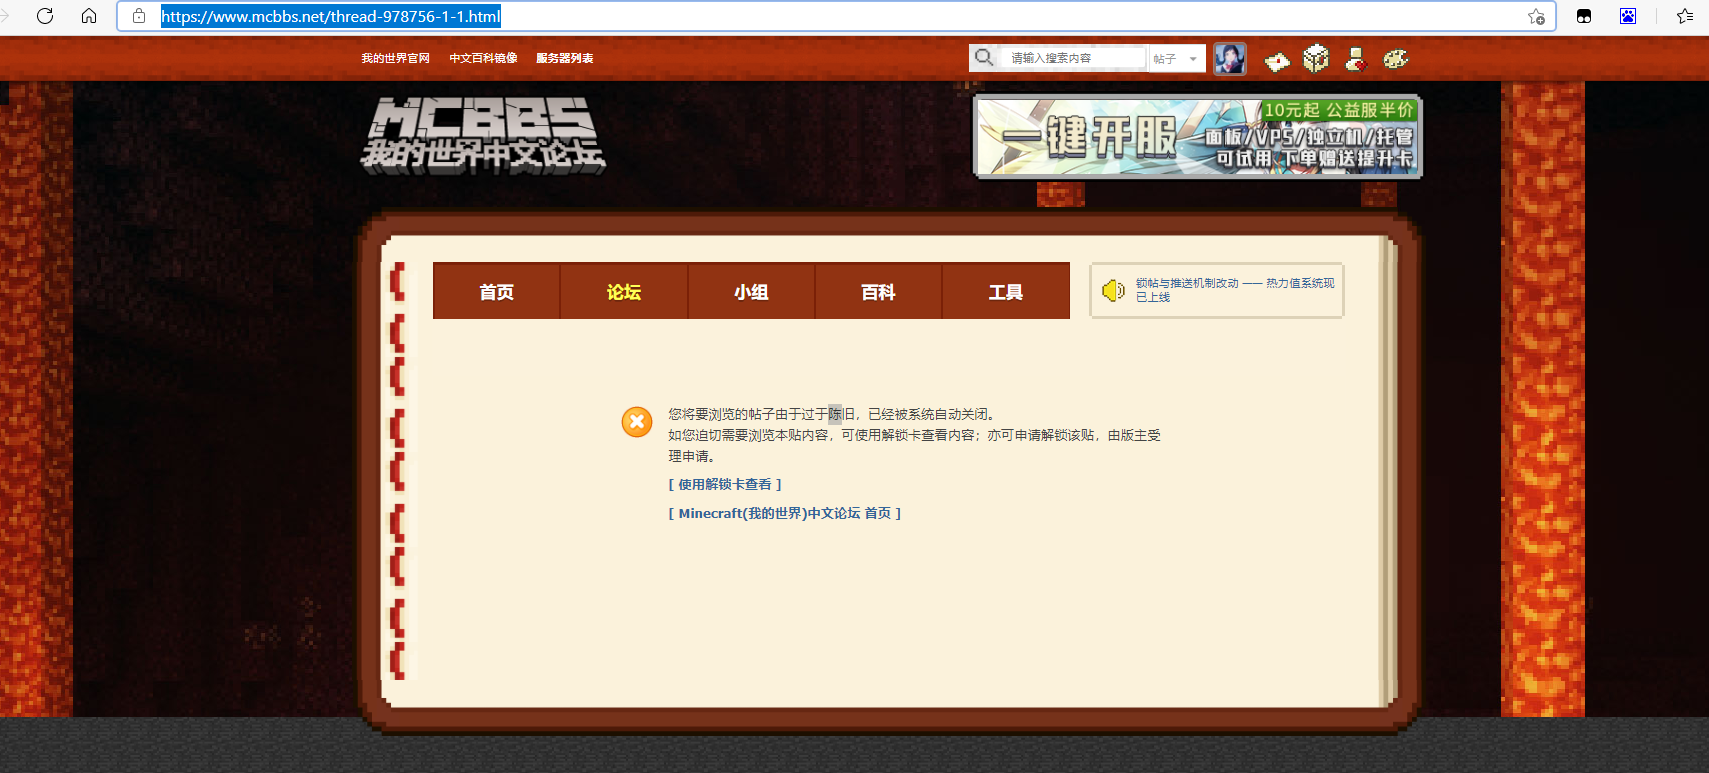 https://www.mcbbs.net/thread-978756-1-1.html
我的世界官网 中文百科镜像 服务器列表
请输入搜索内容 帖子
MCBBS
我的世界中文论坛
10元起 公益服半价
一键开服
面板/VPS/独立机/托管
可试用 下单赠送提升卡
首页 论坛 小组 百科 工具
锁帖与推送机制改动 —— 热力值系统现
已上线
您将要浏览的帖子由于过于陈旧，已经被系统自动关闭。
如您迫切需要浏览本贴内容，可使用解锁卡查看内容；亦可申请解锁该贴，由版主受
理申请。
[ 使用解锁卡查看 ]
[ Minecraft(我的世界)中文论坛 首页 ]